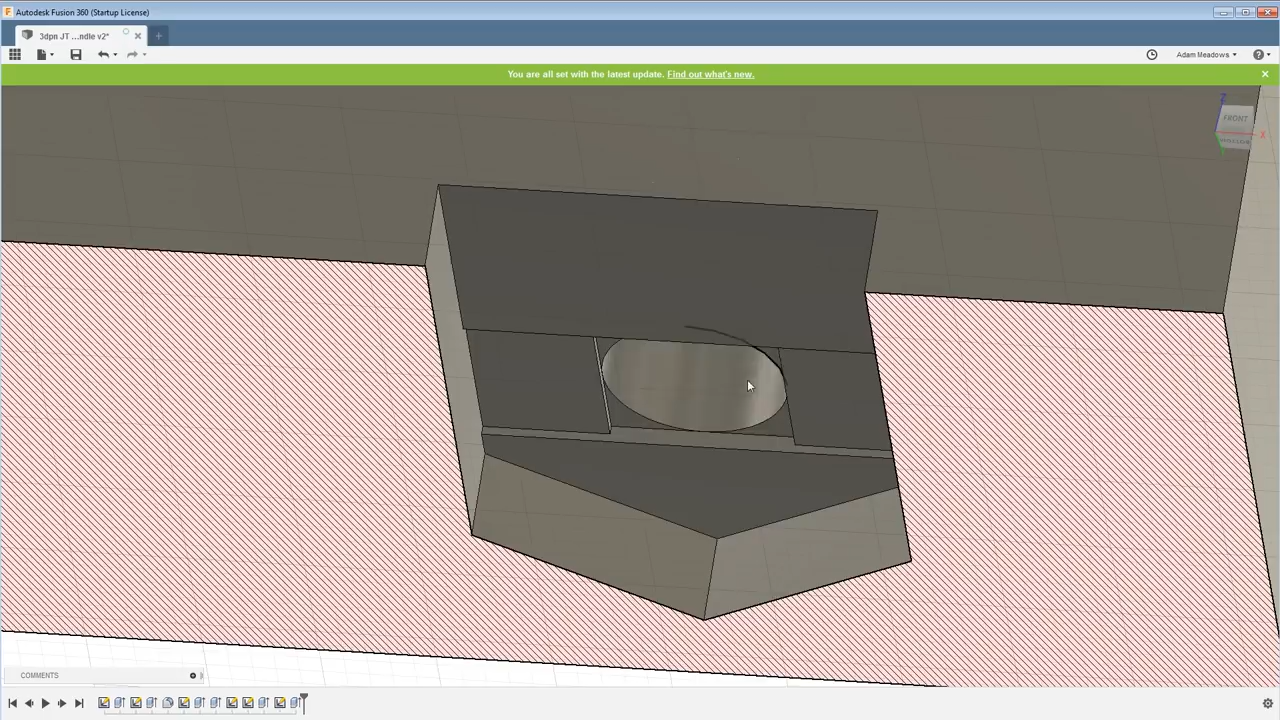 Autodesk Fusion 360 (Startup License)
3dpn JT ...ndle v2*
Adam Meadows
You are all set with the latest update. Find out what's new.
Z
FRONT
X
COMMENTS